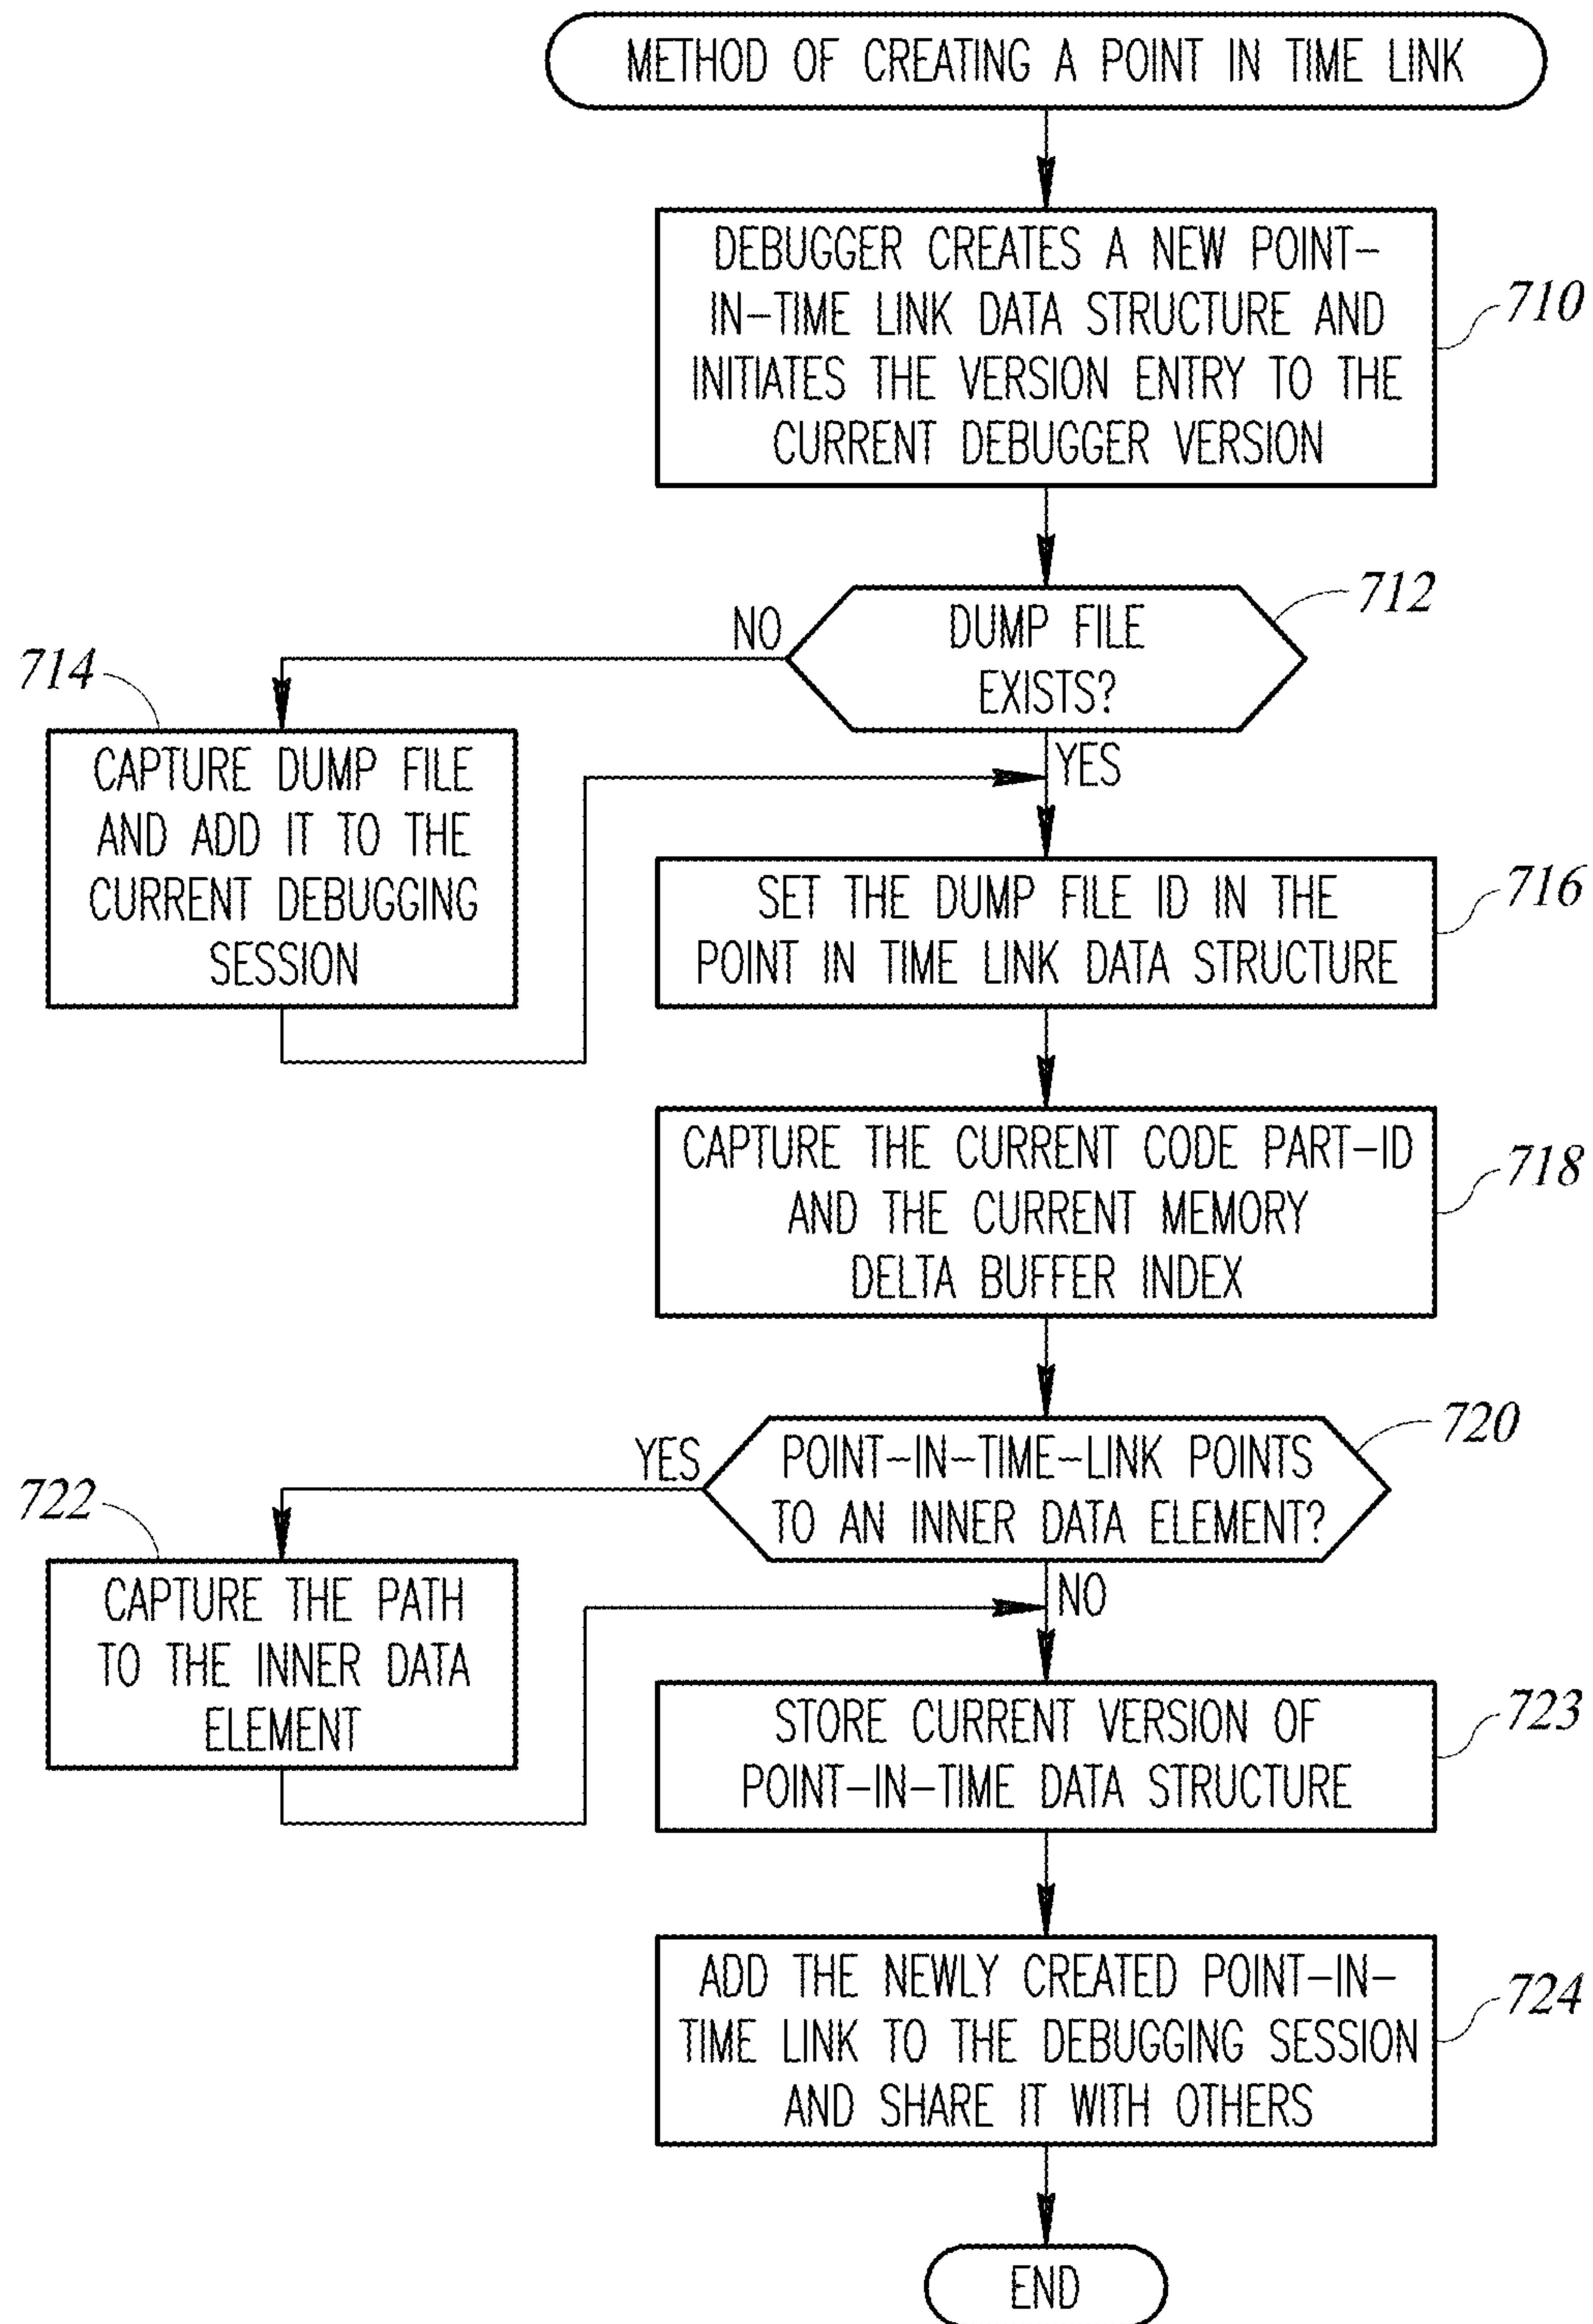 METHOD OF CREATING A POINT IN TIME LINK
DEBUGGER CREATES A NEW POINT-
IN-TIME LINK DATA STRUCTURE AND
INITIATES THE VERSION ENTRY TO THE
CURRENT DEBUGGER VERSION
710
DUMP FILE
EXISTS?
712
NO
YES
714
CAPTURE DUMP FILE
AND ADD IT TO THE
CURRENT DEBUGGING
SESSION
SET THE DUMP FILE ID IN THE
POINT IN TIME LINK DATA STRUCTURE
716
CAPTURE THE CURRENT CODE PART-ID
AND THE CURRENT MEMORY
DELTA BUFFER INDEX
718
POINT-IN-TIME-LINK POINTS
TO AN INNER DATA ELEMENT?
720
YES
NO
722
CAPTURE THE PATH
TO THE INNER DATA
ELEMENT
STORE CURRENT VERSION OF
POINT-IN-TIME DATA STRUCTURE
723
ADD THE NEWLY CREATED POINT-IN-
TIME LINK TO THE DEBUGGING SESSION
AND SHARE IT WITH OTHERS
724
END